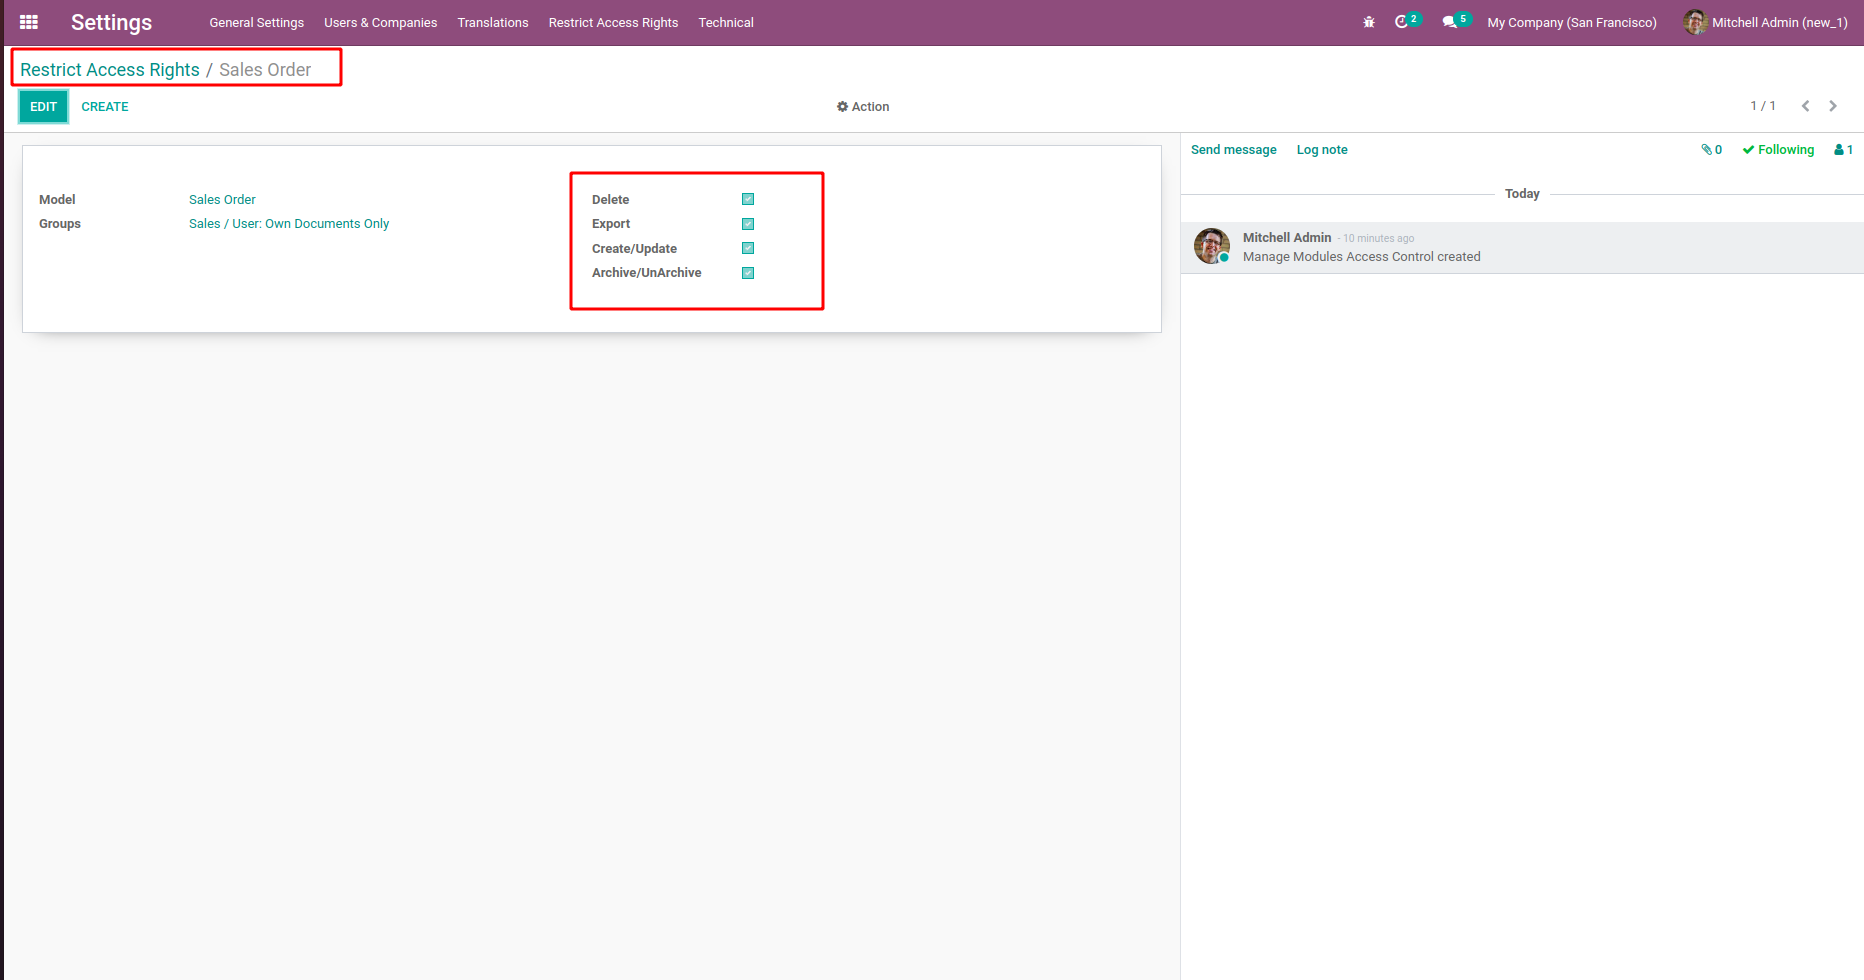 Settings General Settings Users & Companies Translations Restrict Access Rights Technical 2 5 My Company (San Francisco) Mitchell Admin (new_1)
Restrict Access Rights / Sales Order
EDIT CREATE Action 1 / 1
Send message Log note 0 Following 1
Model Sales Order
Groups Sales / User: Own Documents Only
Delete
Export
Create/Update
Archive/UnArchive
Today
Mitchell Admin - 10 minutes ago
Manage Modules Access Control created